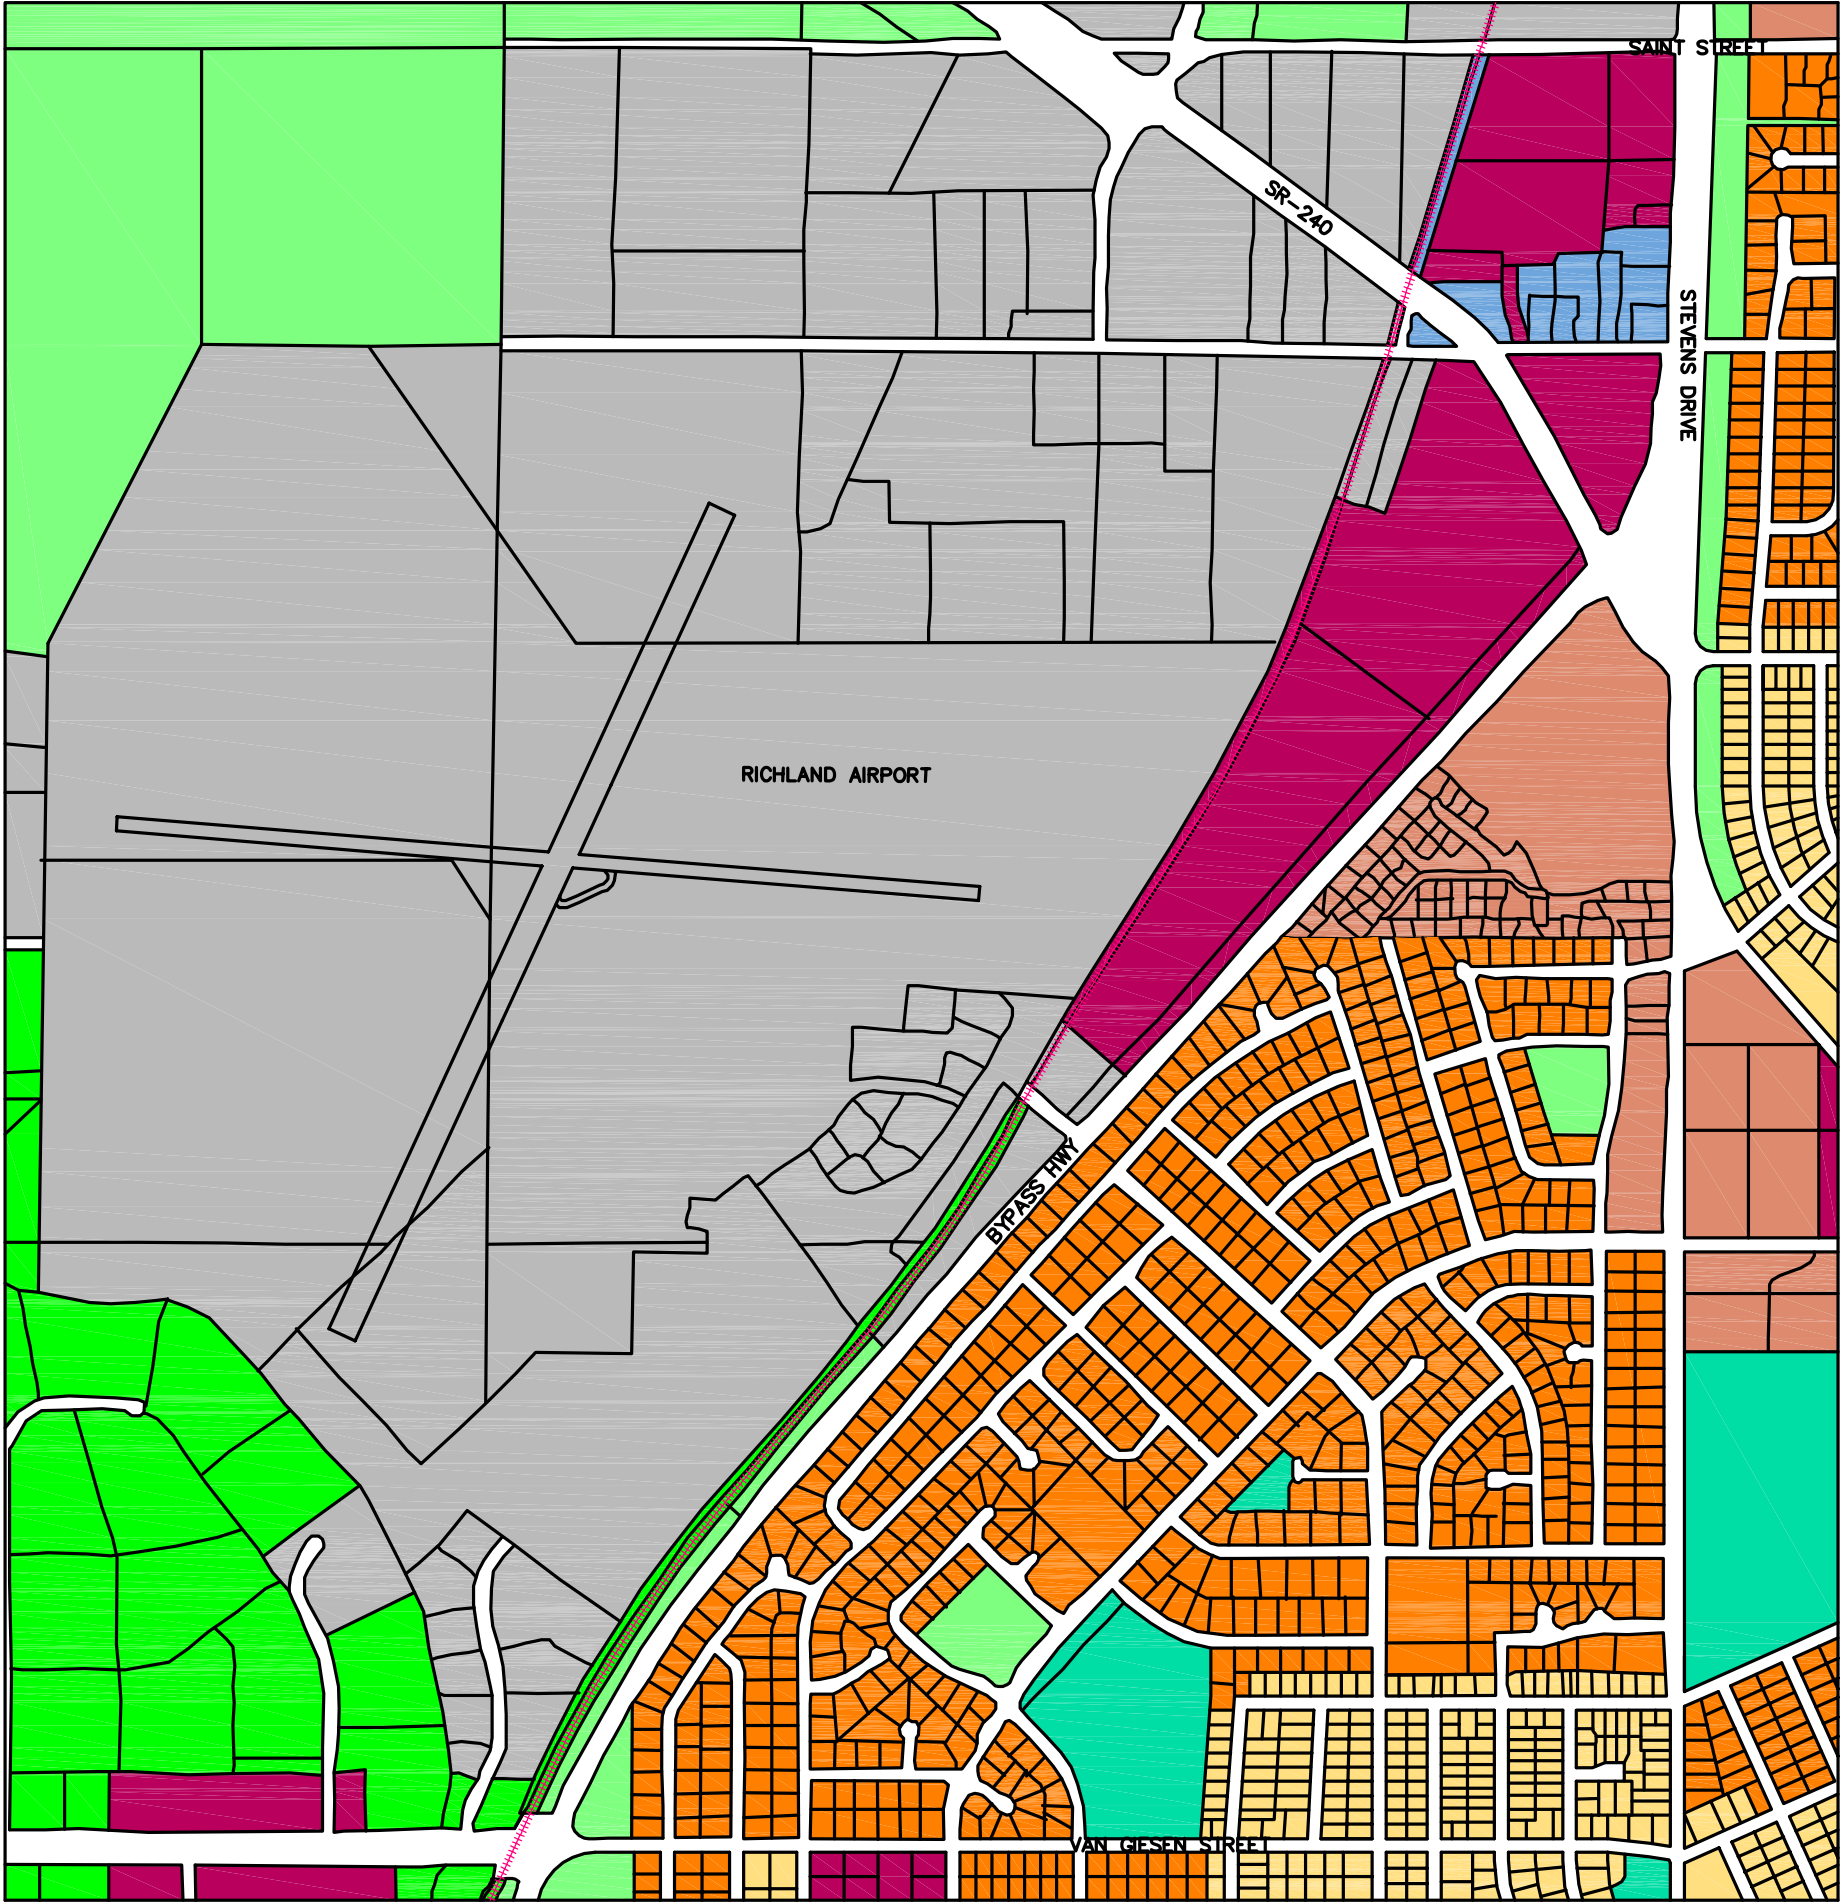 SAINT STREET
SR-240
STEVENS DRIVE
RICHLAND AIRPORT
BYPASS HWY
VAN GIESEN STREET